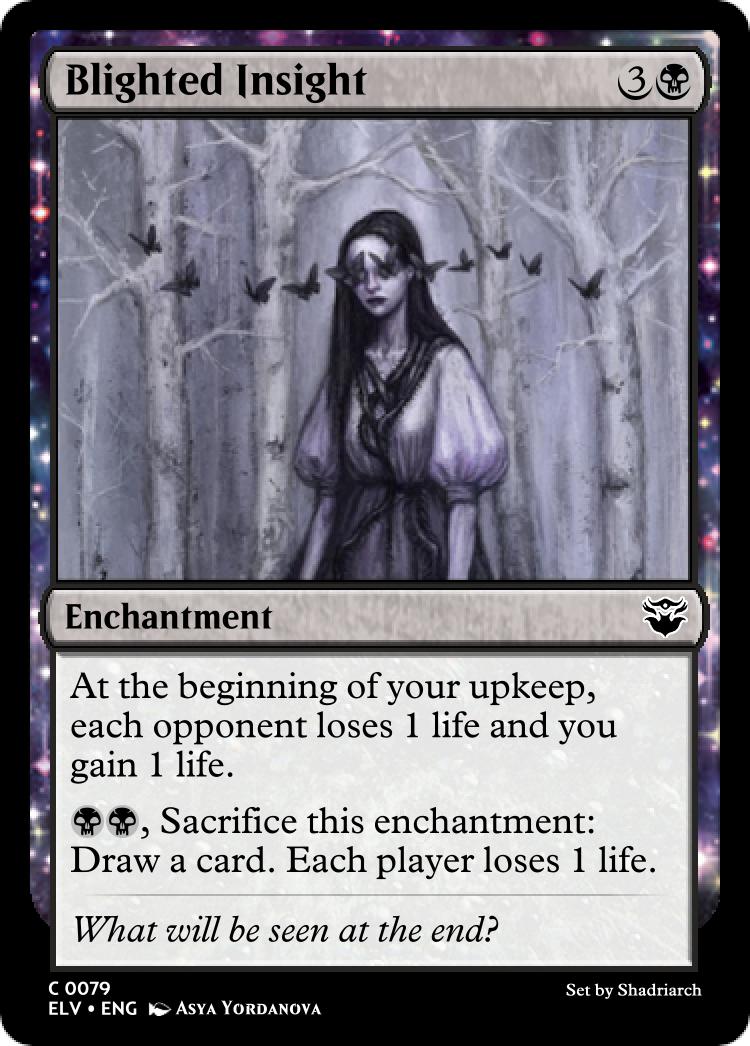 Blighted Insight 3
Enchantment
At the beginning of your upkeep,
each opponent loses 1 life and you
gain 1 life.
, Sacrifice this enchantment:
Draw a card. Each player loses 1 life.
What will be seen at the end?
C 0079
Set by Shadriarch
ELV • ENG Asya Yordanova